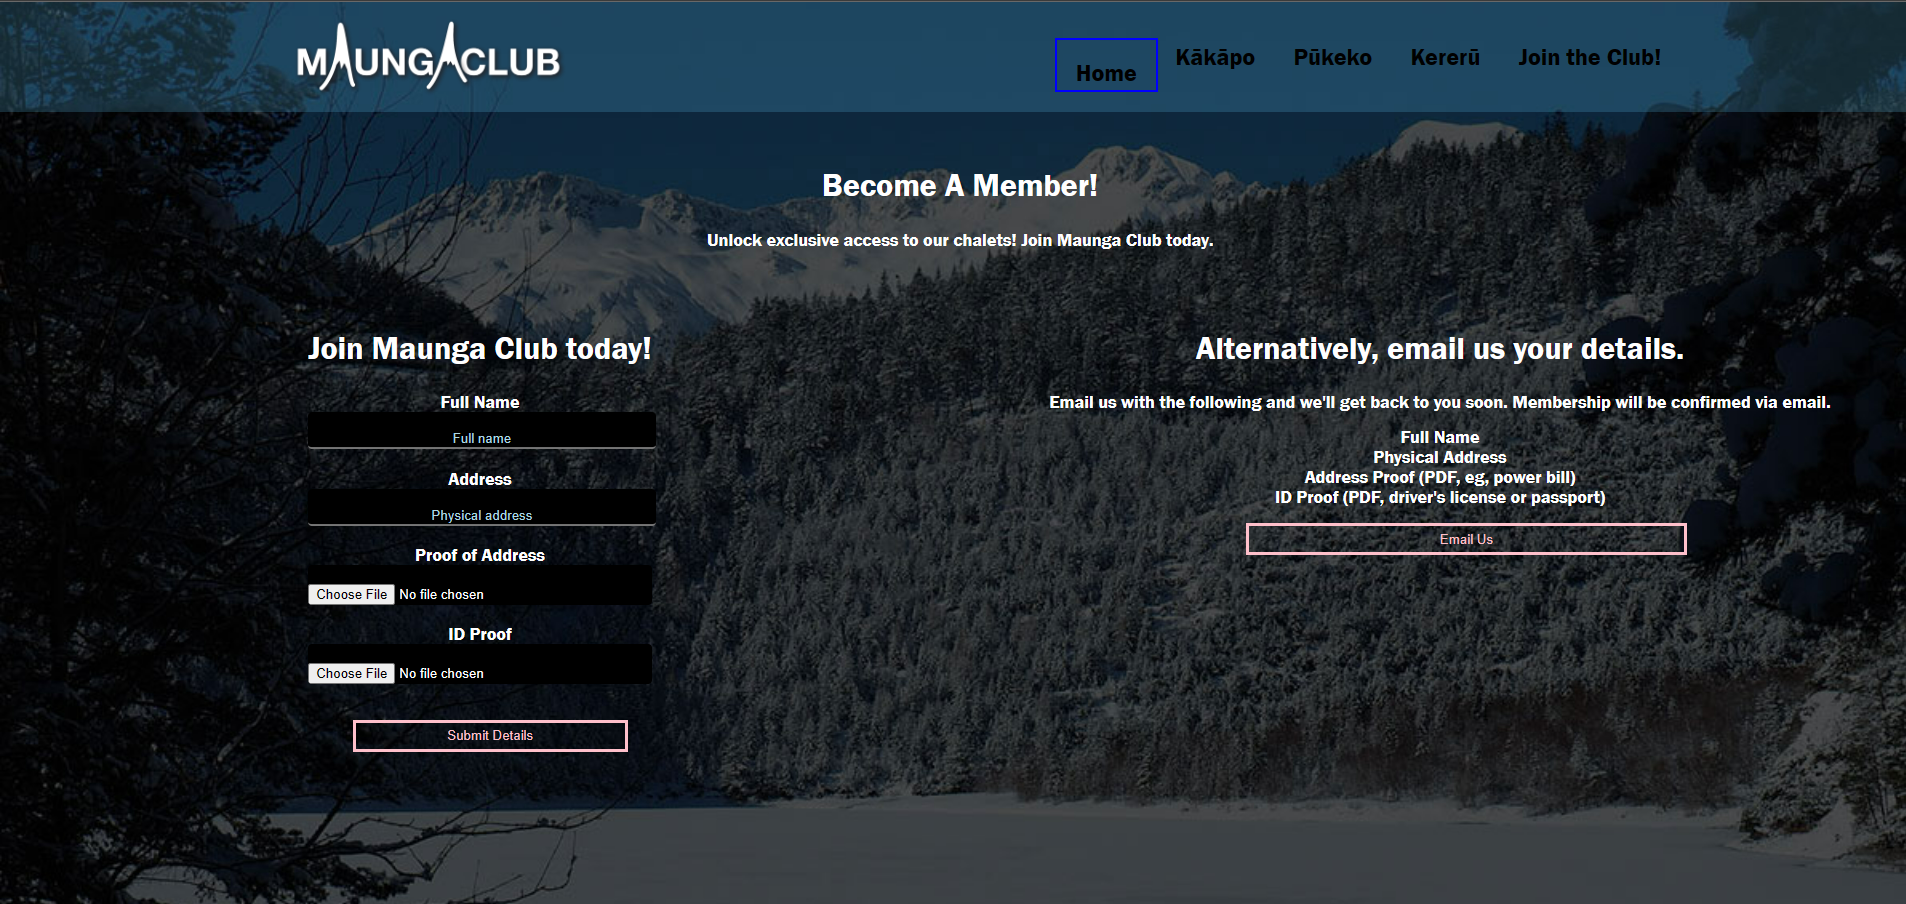 MAUNGACLUB
Home
Kākāpo
Pūkeko
Kererū
Join the Club!
Become A Member!
Unlock exclusive access to our chalets! Join Maunga Club today.
Join Maunga Club today!
Full Name
Full name
Address
Physical address
Proof of Address
Choose File No file chosen
ID Proof
Choose File No file chosen
Submit Details
Alternatively, email us your details.
Email us with the following and we'll get back to you soon. Membership will be confirmed via email.
Full Name
Physical Address
Address Proof (PDF, eg, power bill)
ID Proof (PDF, driver's license or passport)
Email Us